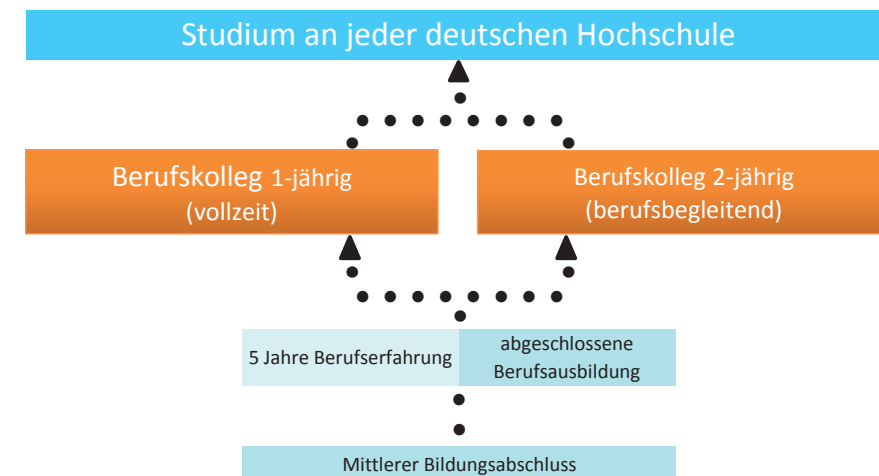 Studium an jeder deutschen Hochschule
Berufskolleg 1-jährig
(vollzeit)
Berufskolleg 2-jährig
(berufsbegleitend)
5 Jahre Berufserfahrung
abgeschlossene
Berufsausbildung
Mittlerer Bildungsabschluss